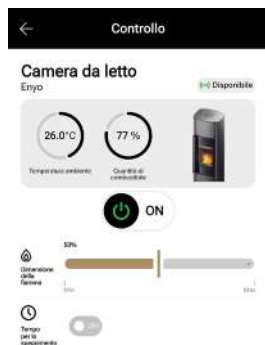 Controllo
Camera da letto
Enyo
Disponibile
26.0°C
77 %
Temperatura ambiente
Quantità di
combustibile
ON
50%
Dimensione
della
fiamma
Min
Max
Tempo
per lo
spegnimento